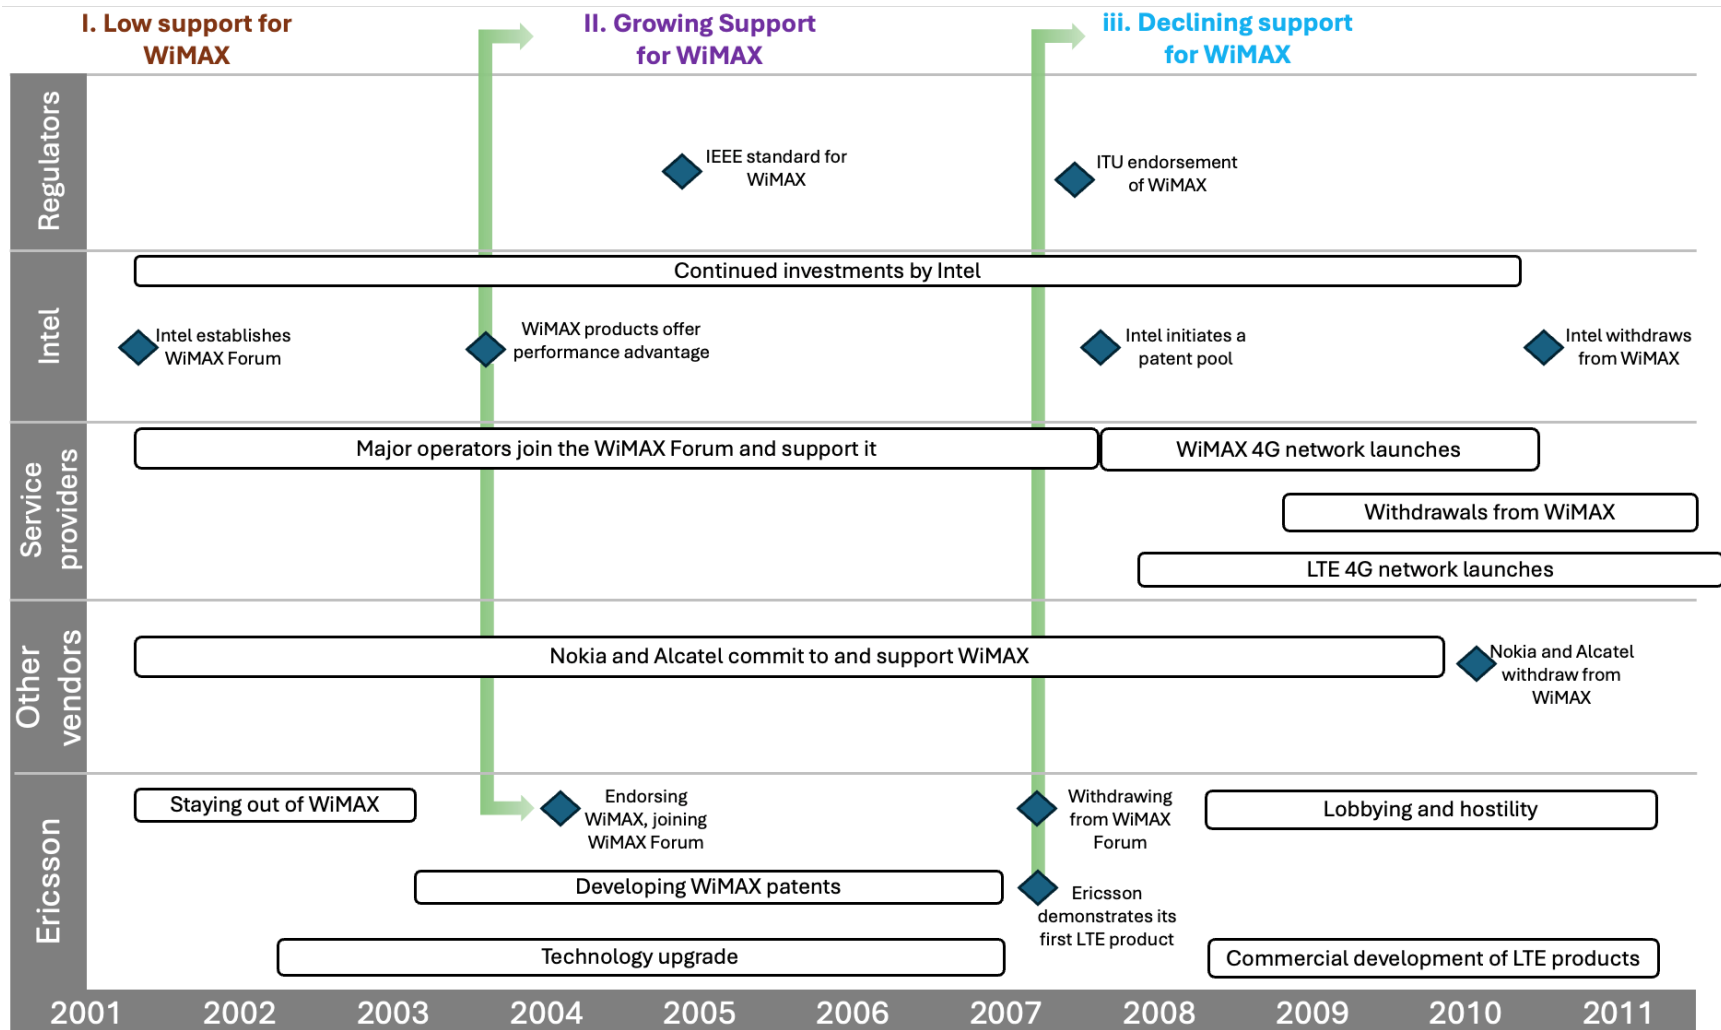 I. Low support for
WiMAX
II. Growing Support
for WiMAX
iii. Declining support
for WiMAX
Regulators
IEEE standard for
WiMAX
ITU endorsement
of WiMAX
Intel
Continued investments by Intel
Intel establishes
WiMAX Forum
WiMAX products offer
performance advantage
Intel initiates a
patent pool
Intel withdraws
from WiMAX
Service
providers
Major operators join the WiMAX Forum and support it
WiMAX 4G network launches
Withdrawals from WiMAX
LTE 4G network launches
Other
vendors
Nokia and Alcatel commit to and support WiMAX
Nokia and Alcatel
withdraw from
WiMAX
Ericsson
Staying out of WiMAX
Endorsing
WiMAX, joining
WiMAX Forum
Withdrawing
from WiMAX
Forum
Lobbying and hostility
Developing WiMAX patents
Ericsson
demonstrates its
first LTE product
Technology upgrade
Commercial development of LTE products
2001 2002 2003 2004 2005 2006 2007 2008 2009 2010 2011